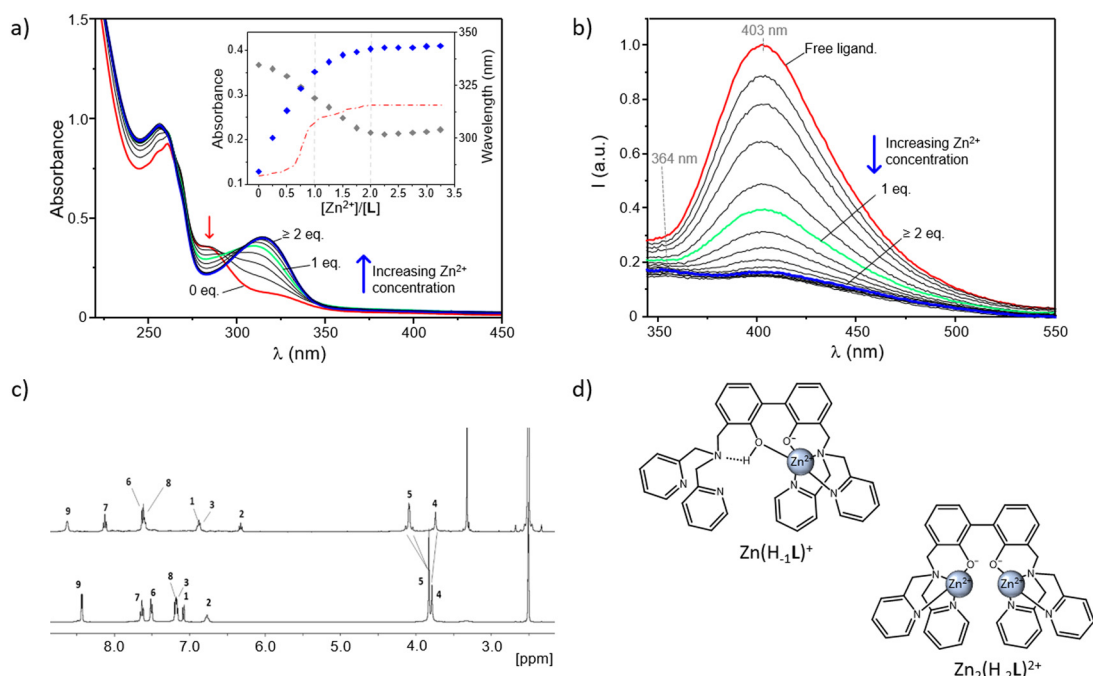 a)
1.5
1.0
0.5
0
Absorbance
250
300
350
400
450
λ (nm)
0.4
0.3
0.2
0.1
Absorbance
350
325
300
Wavelength (nm)
0.0
0.5
1.0
1.5
2.0
2.5
3.0
3.5
[Zn²⁺]/[L]
≥ 2 eq.
1 eq.
0 eq.
Increasing Zn²⁺
concentration
b)
403 nm
Free ligand.
364 nm
Increasing Zn²⁺
concentration
1 eq.
≥ 2 eq.
1.0
0.8
0.6
0.4
0.2
0
I (a.u.)
350
400
450
500
550
λ (nm)
c)
9
7
6
8
1
3
2
5
4
9
7
6
8
3
1
2
5
4
8.0
7.0
6.0
5.0
4.0
3.0
[ppm]
d)
N
H
O
O⁻
Zn²⁺
N
N
N
N
N
Zn(H₋₁L)⁺
O⁻
O⁻
N
Zn²⁺
Zn²⁺
N
N
N
N
N
Zn₂(H₋₂L)²⁺